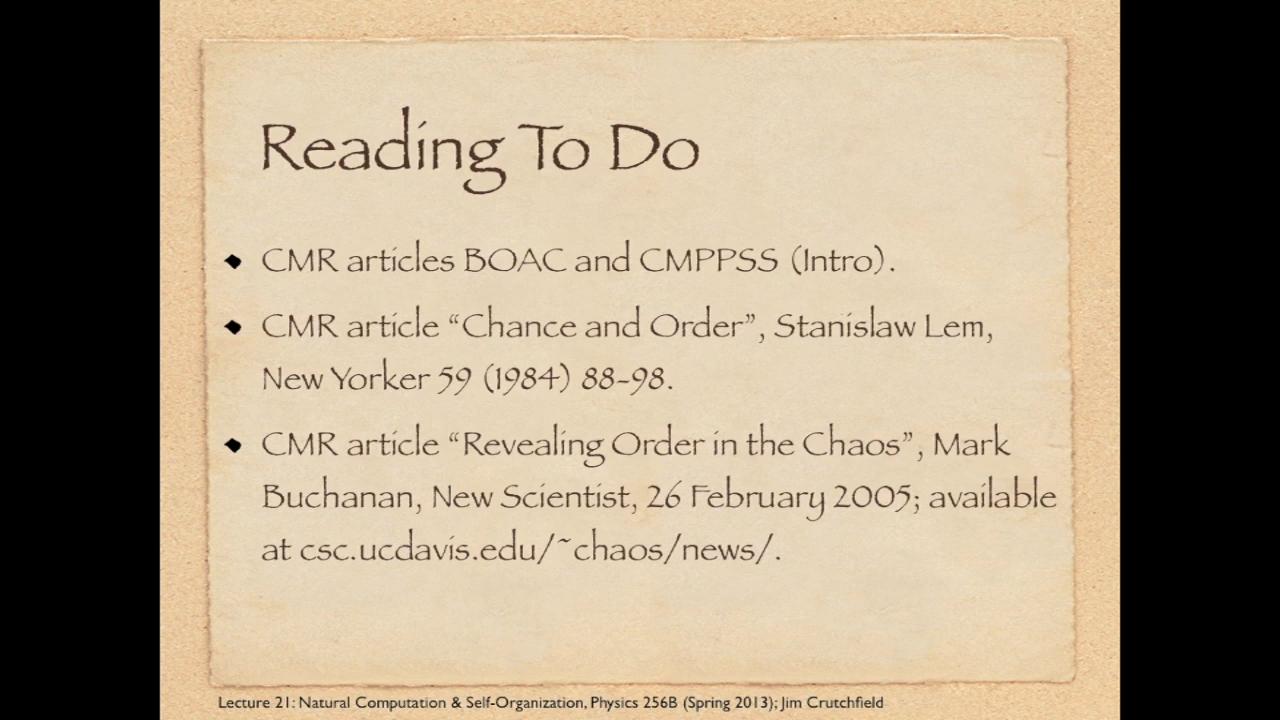 Reading To Do
CMR articles BOAC and CMPPSS (Intro).
CMR article “Chance and Order”, Stanislaw Lem,
New Yorker 59 (1984) 88-98.
CMR article “Revealing Order in the Chaos”, Mark
Buchanan, New Scientist, 26 February 2005; available
at csc.ucdavis.edu/~chaos/news/.
Lecture 21: Natural Computation & Self-Organization, Physics 256B (Spring 2013); Jim Crutchfield